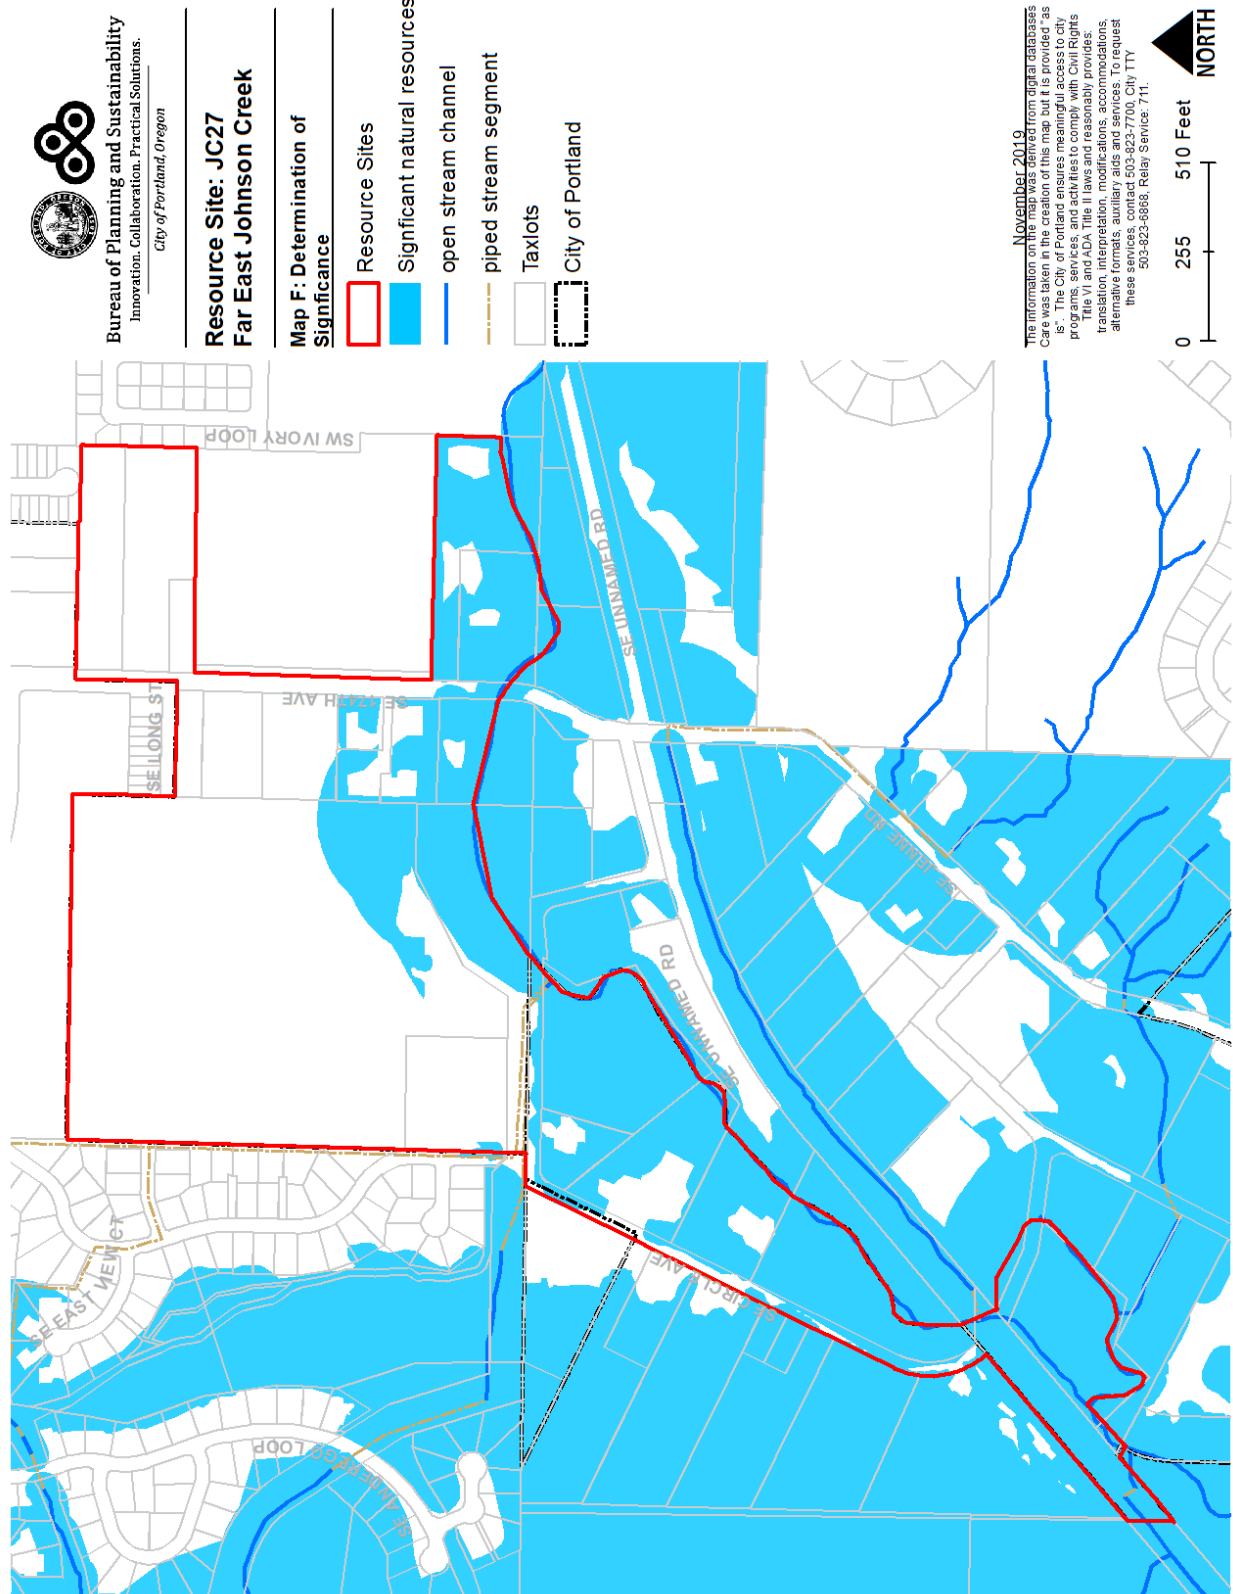 Bureau of Planning and Sustainability
Innovation. Collaboration. Practical Solutions.
City of Portland, Oregon
Resource Site: JC27
Far East Johnson Creek
Map F: Determination of
Signficance
Resource Sites
Signficant natural resources
open stream channel
piped stream segment
Taxlots
City of Portland
November 2019
The information on the map was derived from digital databases
Care was taken in the creation of this map but it is provided "as
is". The City of Portland ensures meaningful access to city
programs, services, and activities to comply with Civil Rights
Title VI and ADA Title II laws and reasonably provides:
translation, interpretation, modifications, accommodations,
alternative formats, auxiliary aids and services. To request
these services, contact 503-823-7700, City TTY
503-823-6868, Relay Service: 711.
0 255 510 Feet
NORTH
SW IVORY LOOP
SE UNNAMED RD
SE 174TH AVE
SE LONG ST
SE JENNE RD
SE UNNAMED RD
SE CIRCLE AVE
SE EAST VIEW CT
SE ANDEREGG LOOP